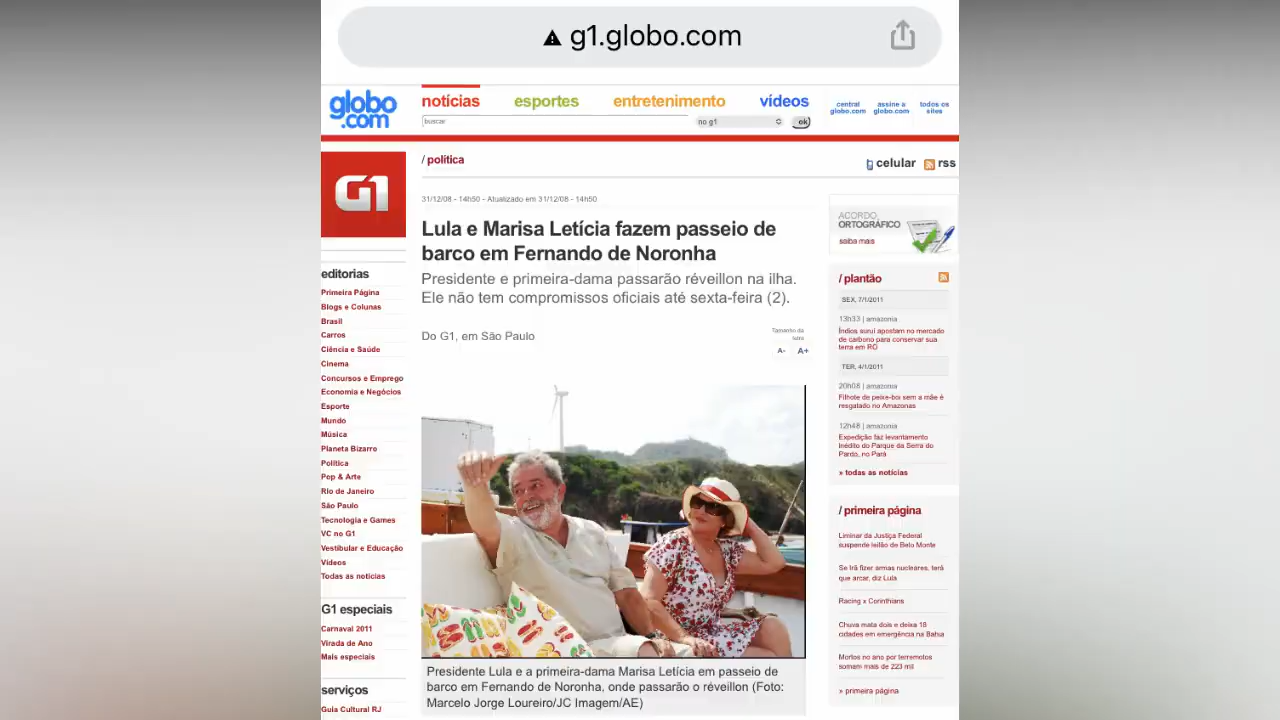 g1.globo.com
globo
.com
notícias
esportes
entretenimento
vídeos
central
globo.com
assine a
globo.com
todos os
sites
buscar
no g1
ok
G1
/ política
celular
rss
31/12/08 - 14h50 - Atualizado em 31/12/08 - 14h50
Lula e Marisa Letícia fazem passeio de
barco em Fernando de Noronha
Presidente e primeira-dama passarão réveillon na ilha.
Ele não tem compromissos oficiais até sexta-feira (2).
Do G1, em São Paulo
Tamanho da
letra
A-
A+
Presidente Lula e a primeira-dama Marisa Letícia em passeio de
barco em Fernando de Noronha, onde passarão o réveillon (Foto:
Marcelo Jorge Loureiro/JC Imagem/AE)
editorias
Primeira Página
Blogs e Colunas
Brasil
Carros
Ciência e Saúde
Cinema
Concursos e Emprego
Economia e Negócios
Esporte
Mundo
Música
Planeta Bizarro
Política
Pop & Arte
Rio de Janeiro
São Paulo
Tecnologia e Games
VC no G1
Vestibular e Educação
Vídeos
Todas as notícias
G1 especiais
Carnaval 2011
Virada de Ano
Mais especiais
serviços
Guia Cultural RJ
ACORDO
ORTOGRÁFICO
saiba mais
/ plantão
SEX, 7/1/2011
13h33 | amazonia
Índios suruí apostam no mercado
de carbono para conservar sua
terra em RO
TER, 4/1/2011
20h08 | amazonia
Filhote de peixe-boi sem a mãe é
resgatado no Amazonas
12h48 | amazonia
Expedição faz levantamento
inédito do Parque da Serra do
Pardo, no Pará
» todas as notícias
/ primeira página
Liminar da Justiça Federal
suspende leilão de Belo Monte
Se Irã fizer armas nucleares, terá
que arcar, diz Lula
Racing x Corinthians
Chuva mata dois e deixa 18
cidades em emergência na Bahia
Mortos no ano por terremotos
somam mais de 223 mil
» primeira página